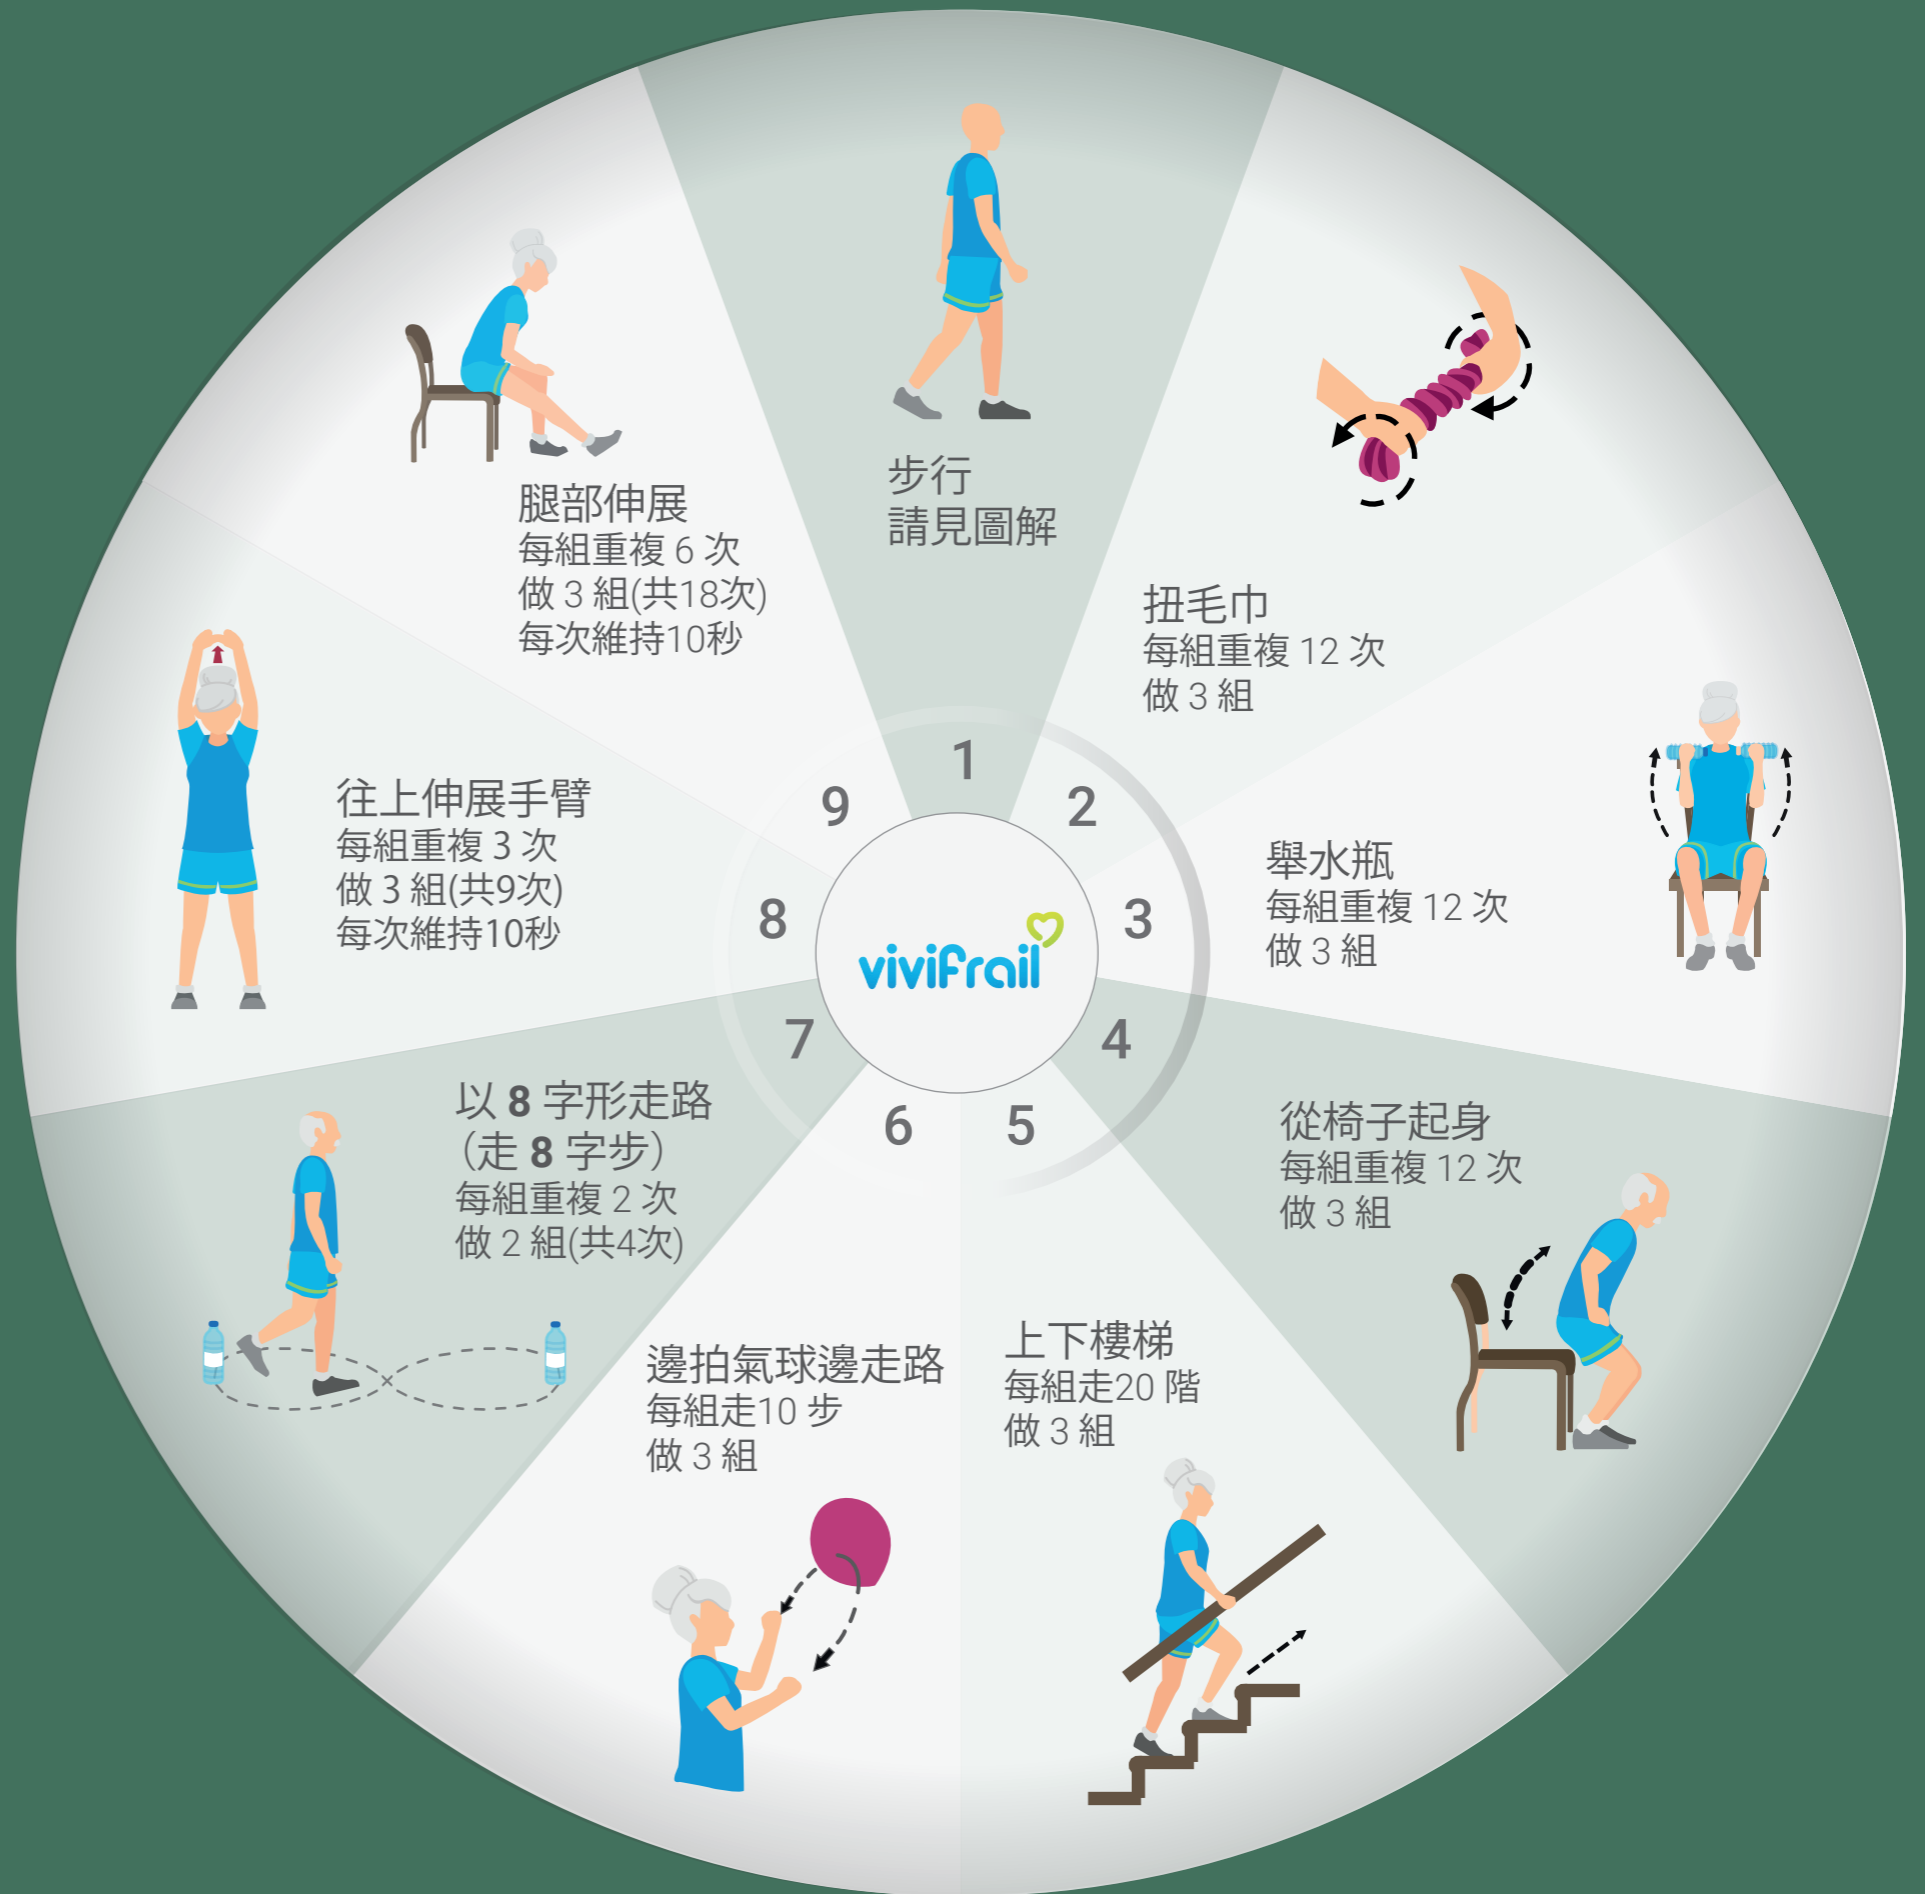 步行
請見圖解
1
扭毛巾
每組重複 12 次
做 3 組
2
舉水瓶
每組重複 12 次
做 3 組
3
從椅子起身
每組重複 12 次
做 3 組
4
上下樓梯
每組走20 階
做 3 組
5
邊拍氣球邊走路
每組走10 步
做 3 組
6
以 8 字形走路
（走 8 字步）
每組重複 2 次
做 2 組(共4次)
7
往上伸展手臂
每組重複 3 次
做 3 組(共9次)
每次維持10秒
8
腿部伸展
每組重複 6 次
做 3 組(共18次)
每次維持10秒
9
vivifrail